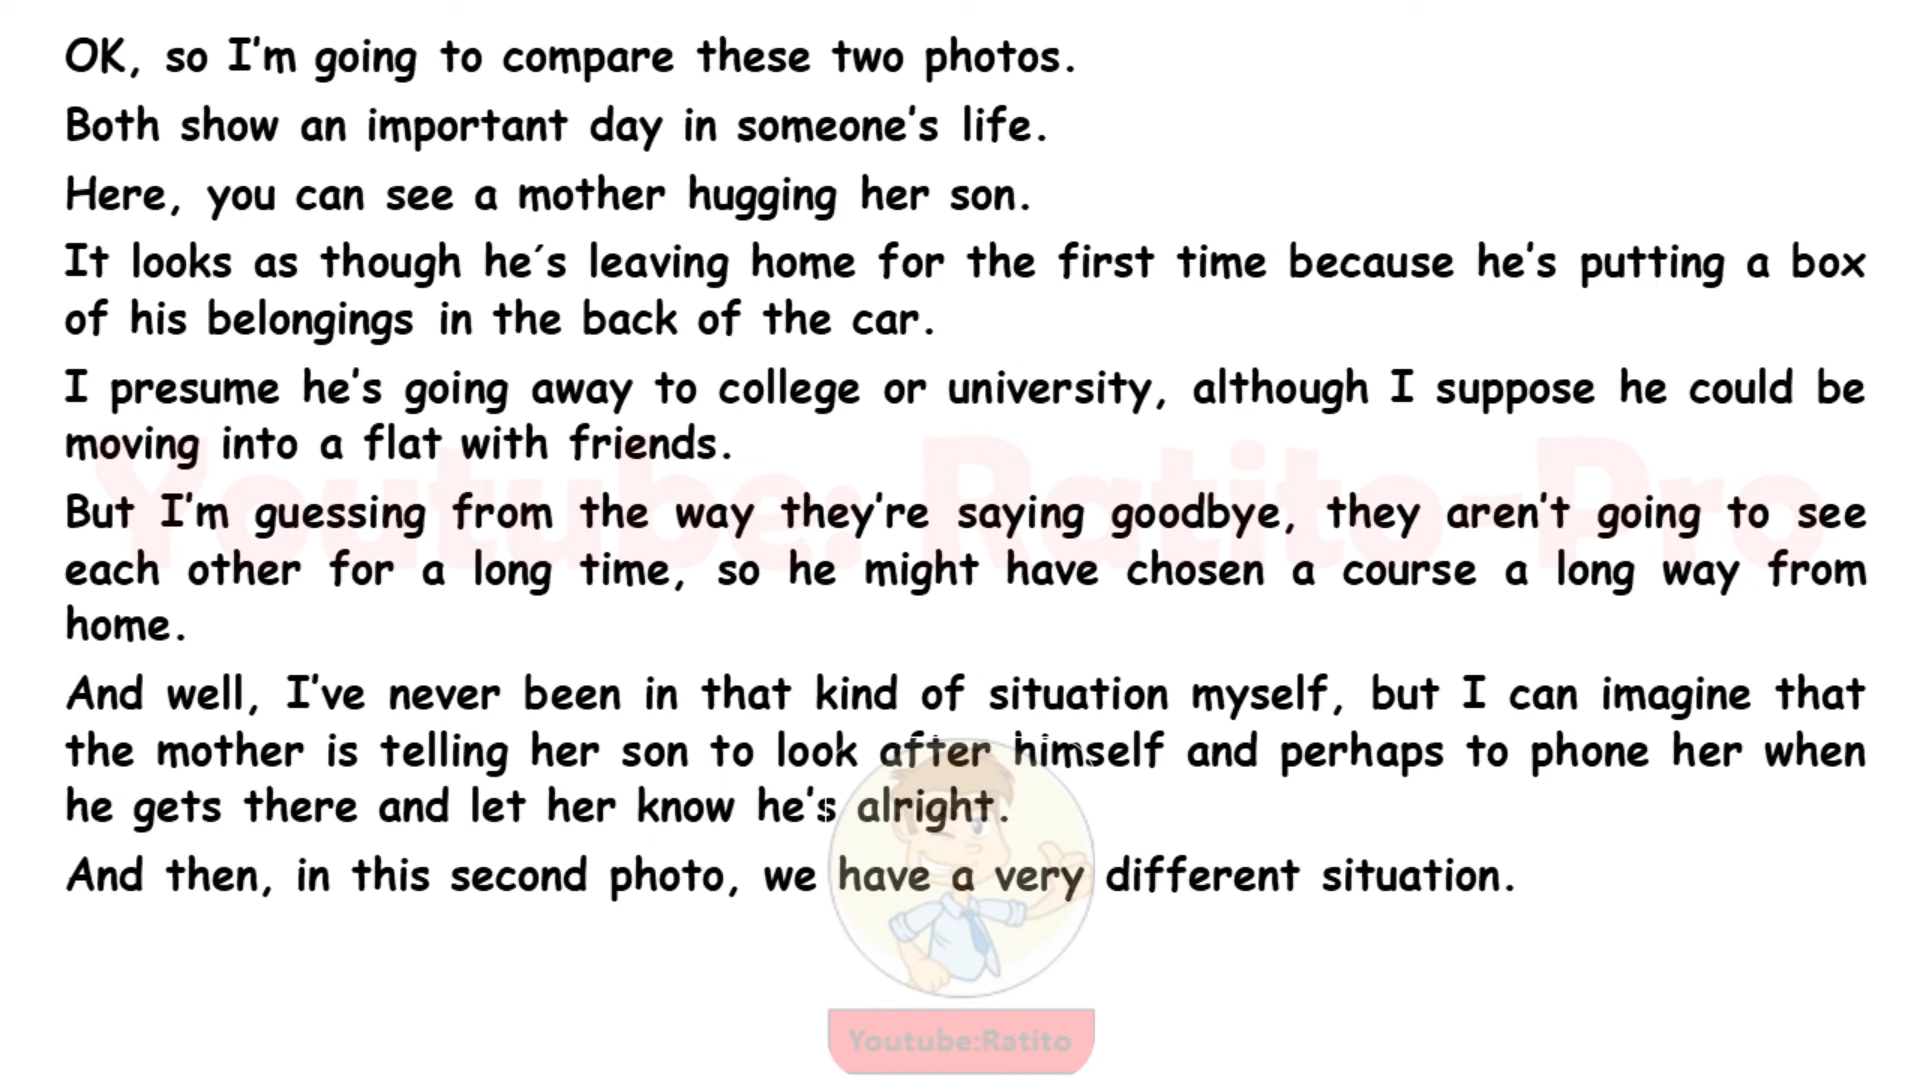 OK, so I'm going to compare these two photos.
Both show an important day in someone's life.
Here, you can see a mother hugging her son.
It looks as though he´s leaving home for the first time because he's putting a box
of his belongings in the back of the car.
I presume he's going away to college or university, although I suppose he could be
moving into a flat with friends.
Youtube: Ratito-Pro
But I'm guessing from the way they're saying goodbye, they aren't going to see
each other for a long time, so he might have chosen a course a long way from
home.
And well, I've never been in that kind of situation myself, but I can imagine that
the mother is telling her son to look after himself and perhaps to phone her when
he gets there and let her know he's alright.
And then, in this second photo, we have a very different situation.
Youtube:Ratito